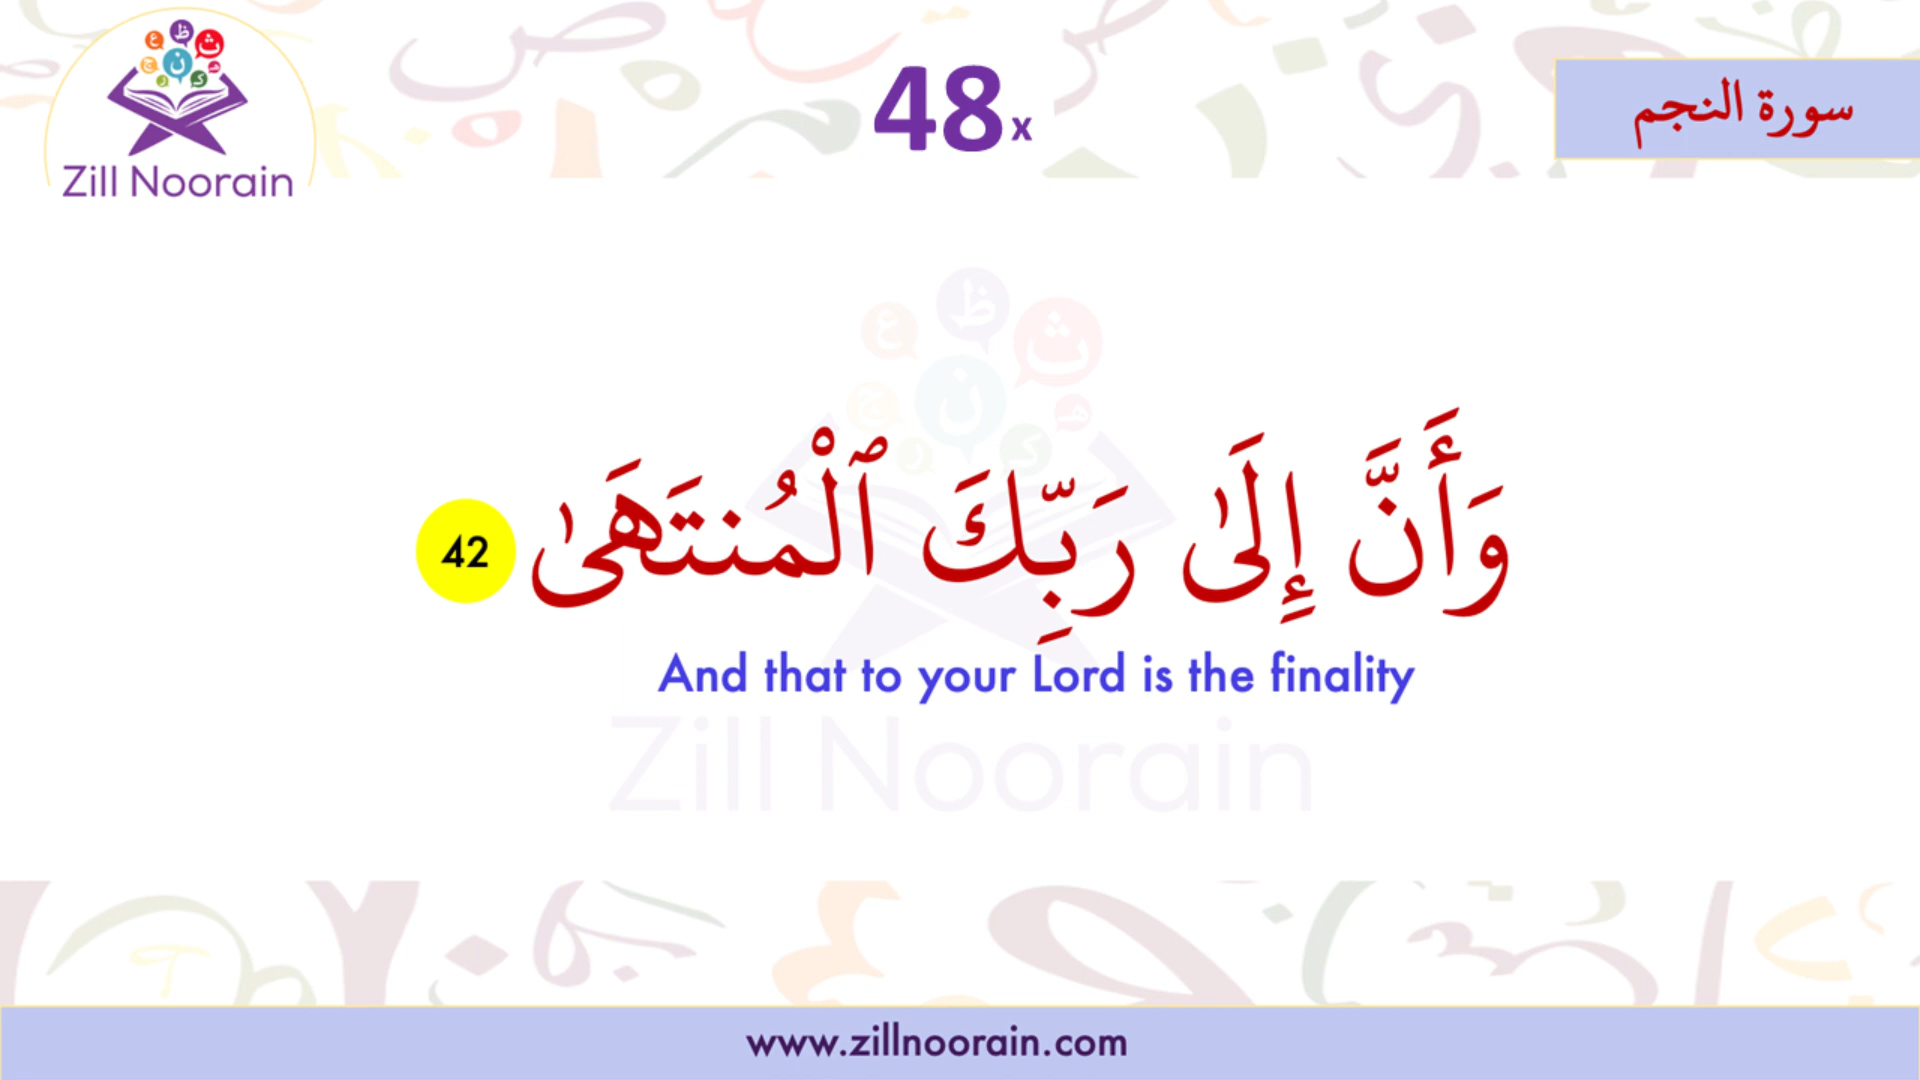 Zill Noorain
48x
سورة النجم
وَأَنَّ إِلَىٰ رَبِّكَ ٱلْمُنتَهَىٰ 42
And that to your Lord is the finality
Zill Noorain
www.zillnoorain.com